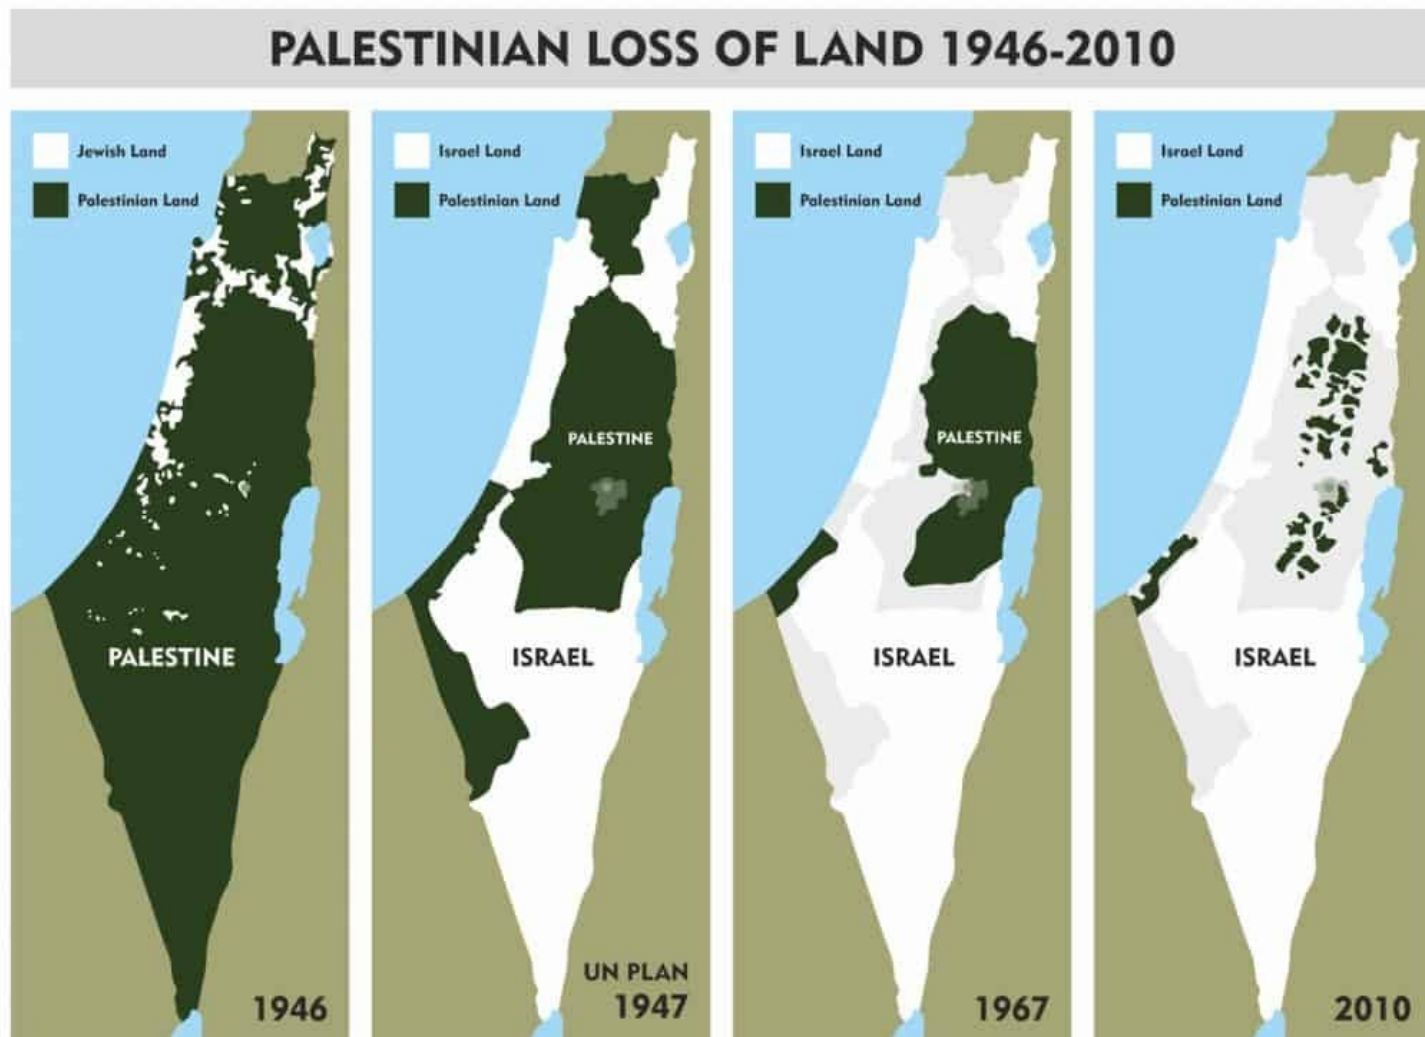 PALESTINIAN LOSS OF LAND 1946-2010
Jewish Land
Palestinian Land
PALESTINE
1946
Israel Land
Palestinian Land
PALESTINE
ISRAEL
UN PLAN
1947
Israel Land
Palestinian Land
PALESTINE
ISRAEL
1967
Israel Land
Palestinian Land
ISRAEL
2010